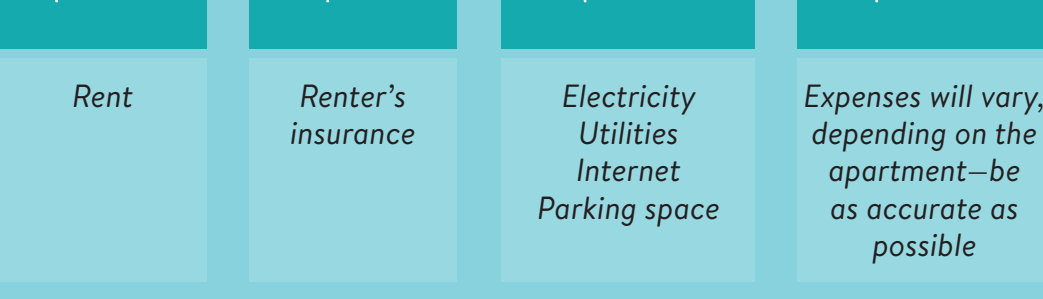 Rent
Renter’s
insurance
Electricity
Utilities
Internet
Parking space
Expenses will vary,
depending on the
apartment—be
as accurate as
possible